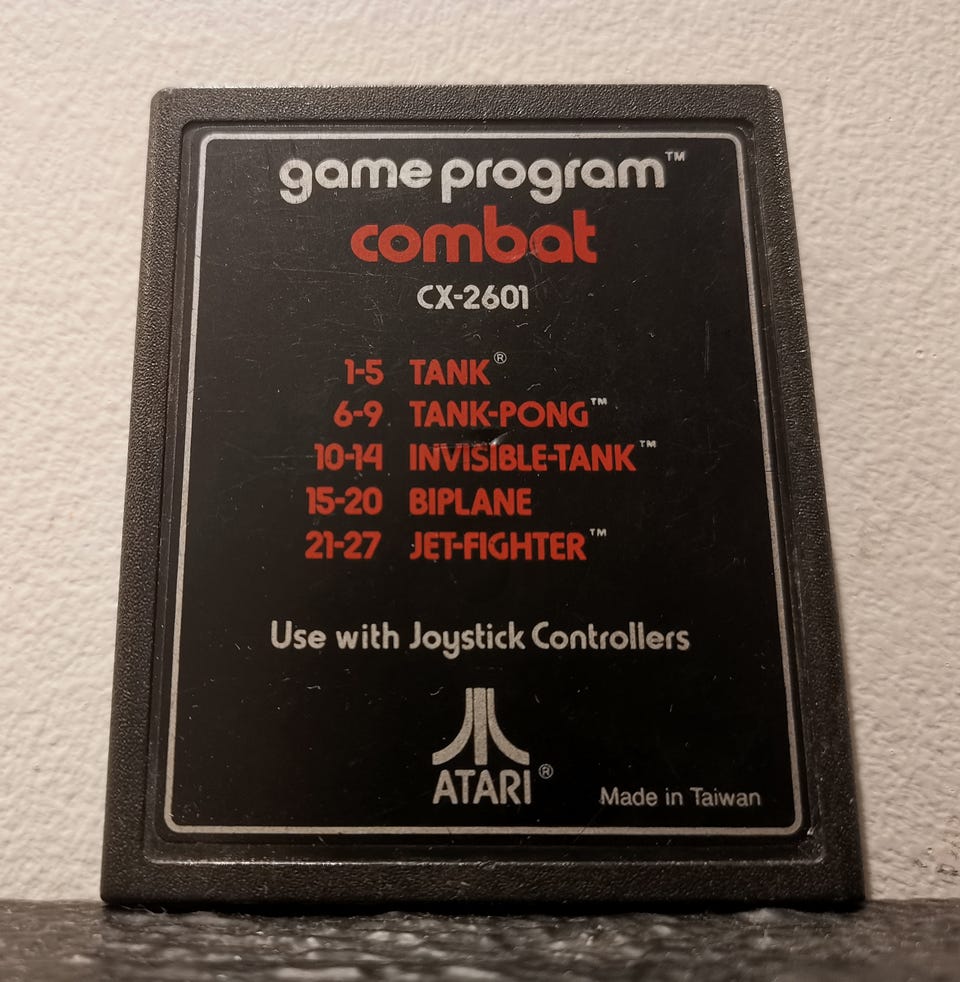 game program™
combat
CX-2601
1-5 TANK®
6-9 TANK-PONG™
10-14 INVISIBLE-TANK™
15-20 BIPLANE
21-27 JET-FIGHTER™
Use with Joystick Controllers
ATARI®
Made in Taiwan